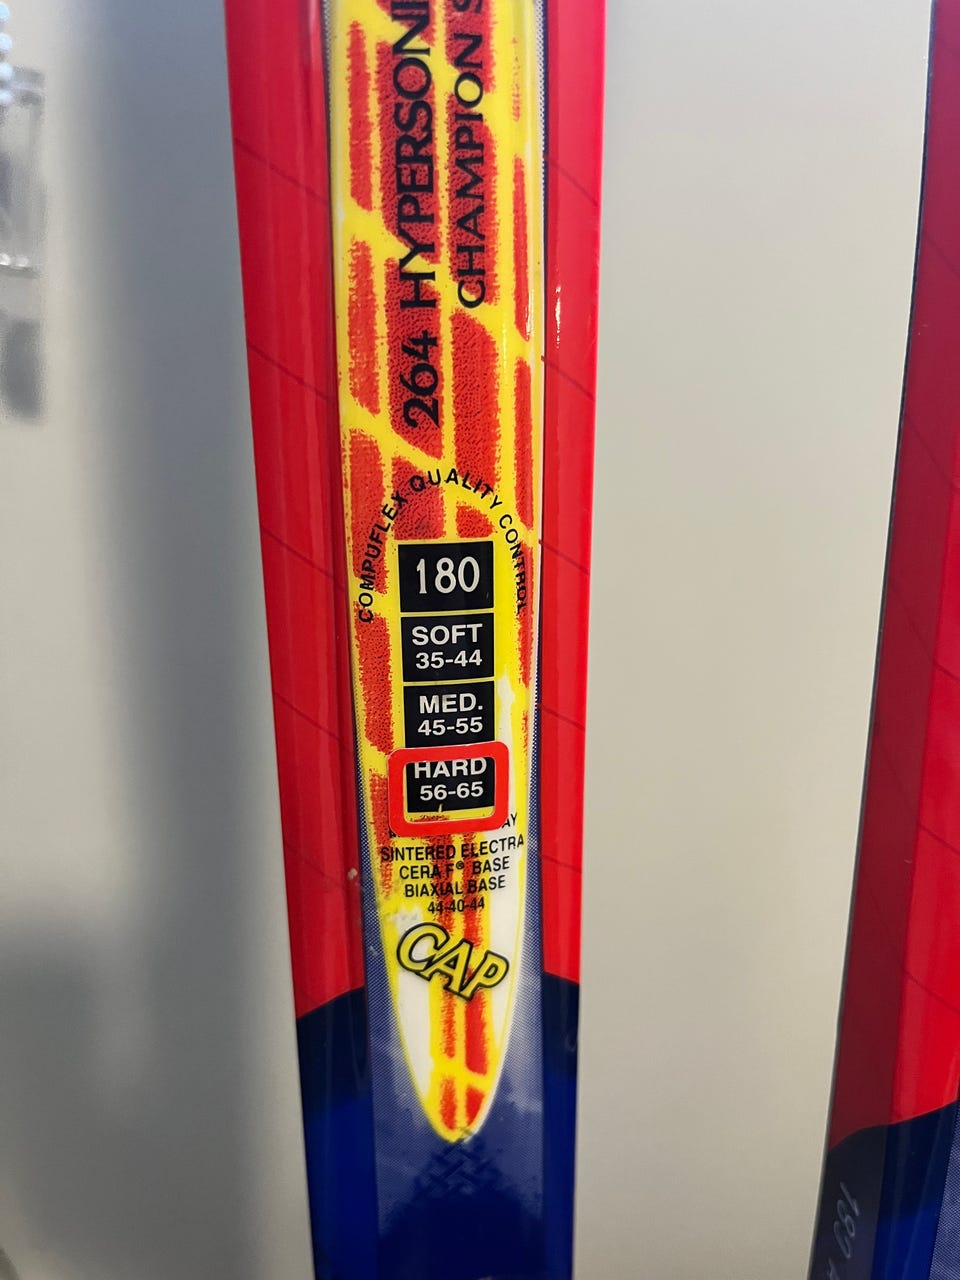 264 HYPERSONI
CHAMPION S
COMPUFLEX QUALITY CONTROL
180
SOFT
35-44
MED.
45-55
HARD
56-65
SINTERED ELECTRA
CERA F® BASE
BIAXIAL BASE
44-40-44
CAP